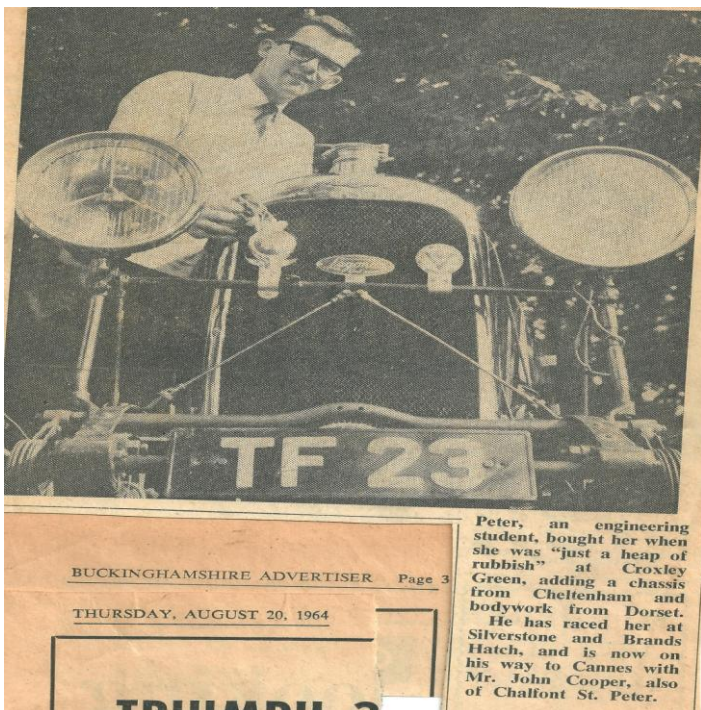 TF 23
Peter, an engineering
student, bought her when
she was "just a heap of
rubbish" at Croxley
Green, adding a chassis
from Cheltenham and
bodywork from Dorset.
He has raced her at
Silverstone and Brands
Hatch, and is now on
his way to Cannes with
Mr. John Cooper, also
of Chalfont St. Peter.
BUCKINGHAMSHIRE ADVERTISER Page 3
THURSDAY, AUGUST 20, 1964
TRIUMPH